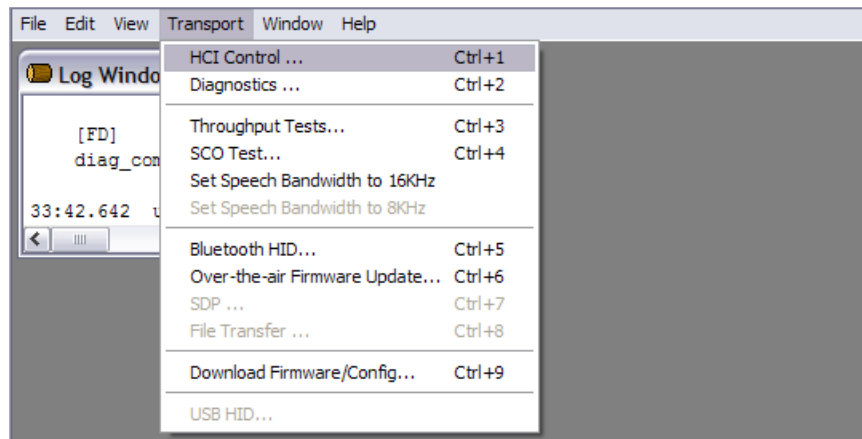 File Edit View Transport Window Help
HCI Control ... Ctrl+1
Diagnostics ... Ctrl+2
Throughput Tests... Ctrl+3
SCO Test... Ctrl+4
Set Speech Bandwidth to 16KHz
Set Speech Bandwidth to 8KHz
Bluetooth HID... Ctrl+5
Over-the-air Firmware Update... Ctrl+6
SDP ... Ctrl+7
File Transfer ... Ctrl+8
Download Firmware/Config... Ctrl+9
USB HID...
Log Windo
[FD]
diag_com
33:42.642 u